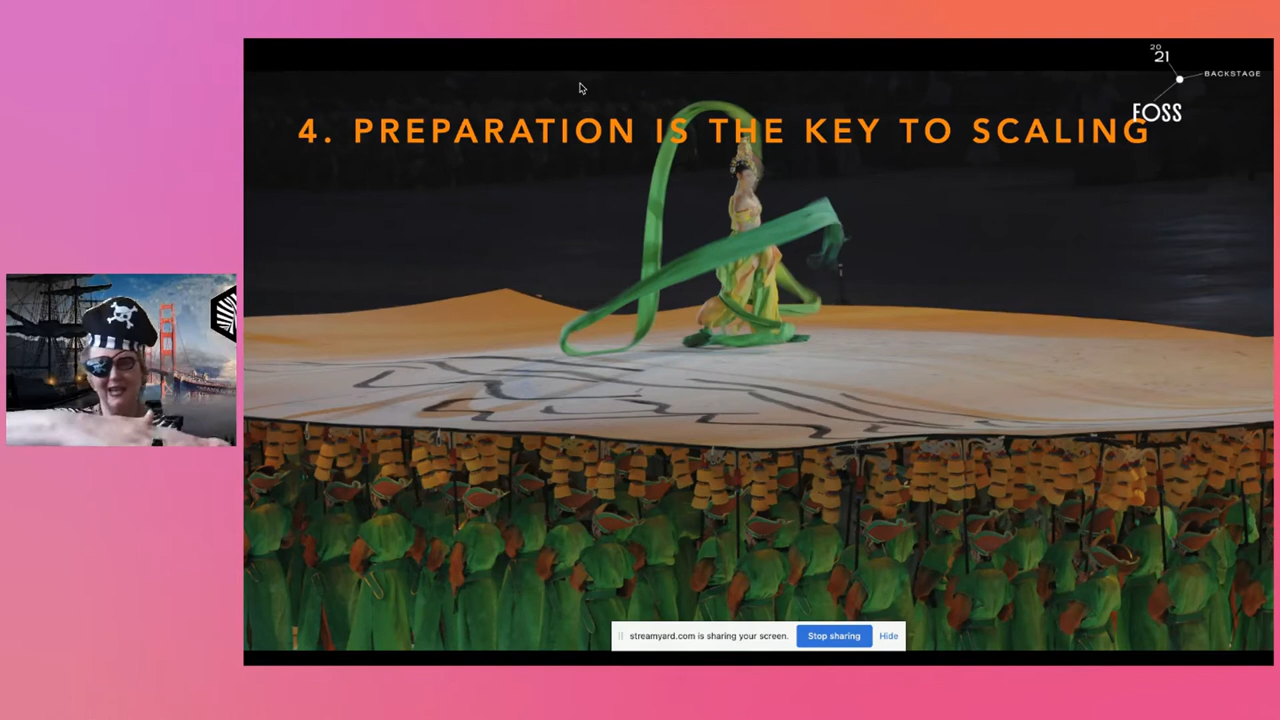 20
21
BACKSTAGE
FOSS
4. PREPARATION IS THE KEY TO SCALING
streamyard.com is sharing your screen.
Stop sharing
Hide